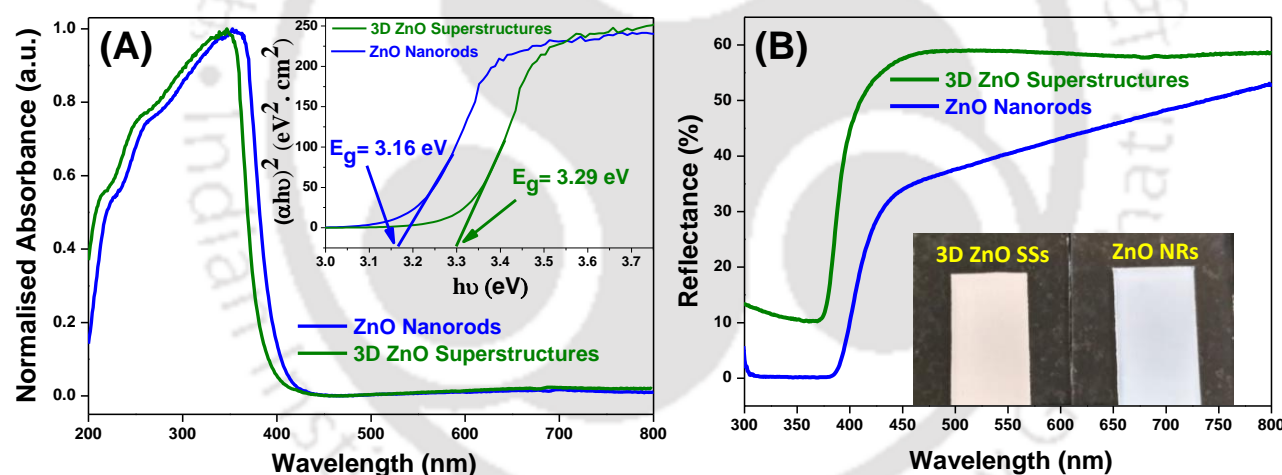 (A)
Normalised Absorbance (a.u.)
1.0
0.8
0.6
0.4
0.2
0.0
200 300 400 500 600 700 800
Wavelength (nm)
ZnO Nanorods
3D ZnO Superstructures
(αhυ)² (eV². cm²)
250
200
150
100
50
0
3D ZnO Superstructures
ZnO Nanorods
Eg= 3.16 eV
Eg= 3.29 eV
3.0 3.1 3.2 3.3 3.4 3.5 3.6 3.7
hυ (eV)
(B)
Reflectance (%)
60
50
40
30
20
10
0
3D ZnO Superstructures
ZnO Nanorods
3D ZnO SSs ZnO NRs
300 350 400 450 500 550 600 650 700 750 800
Wavelength (nm)
Indian Inst